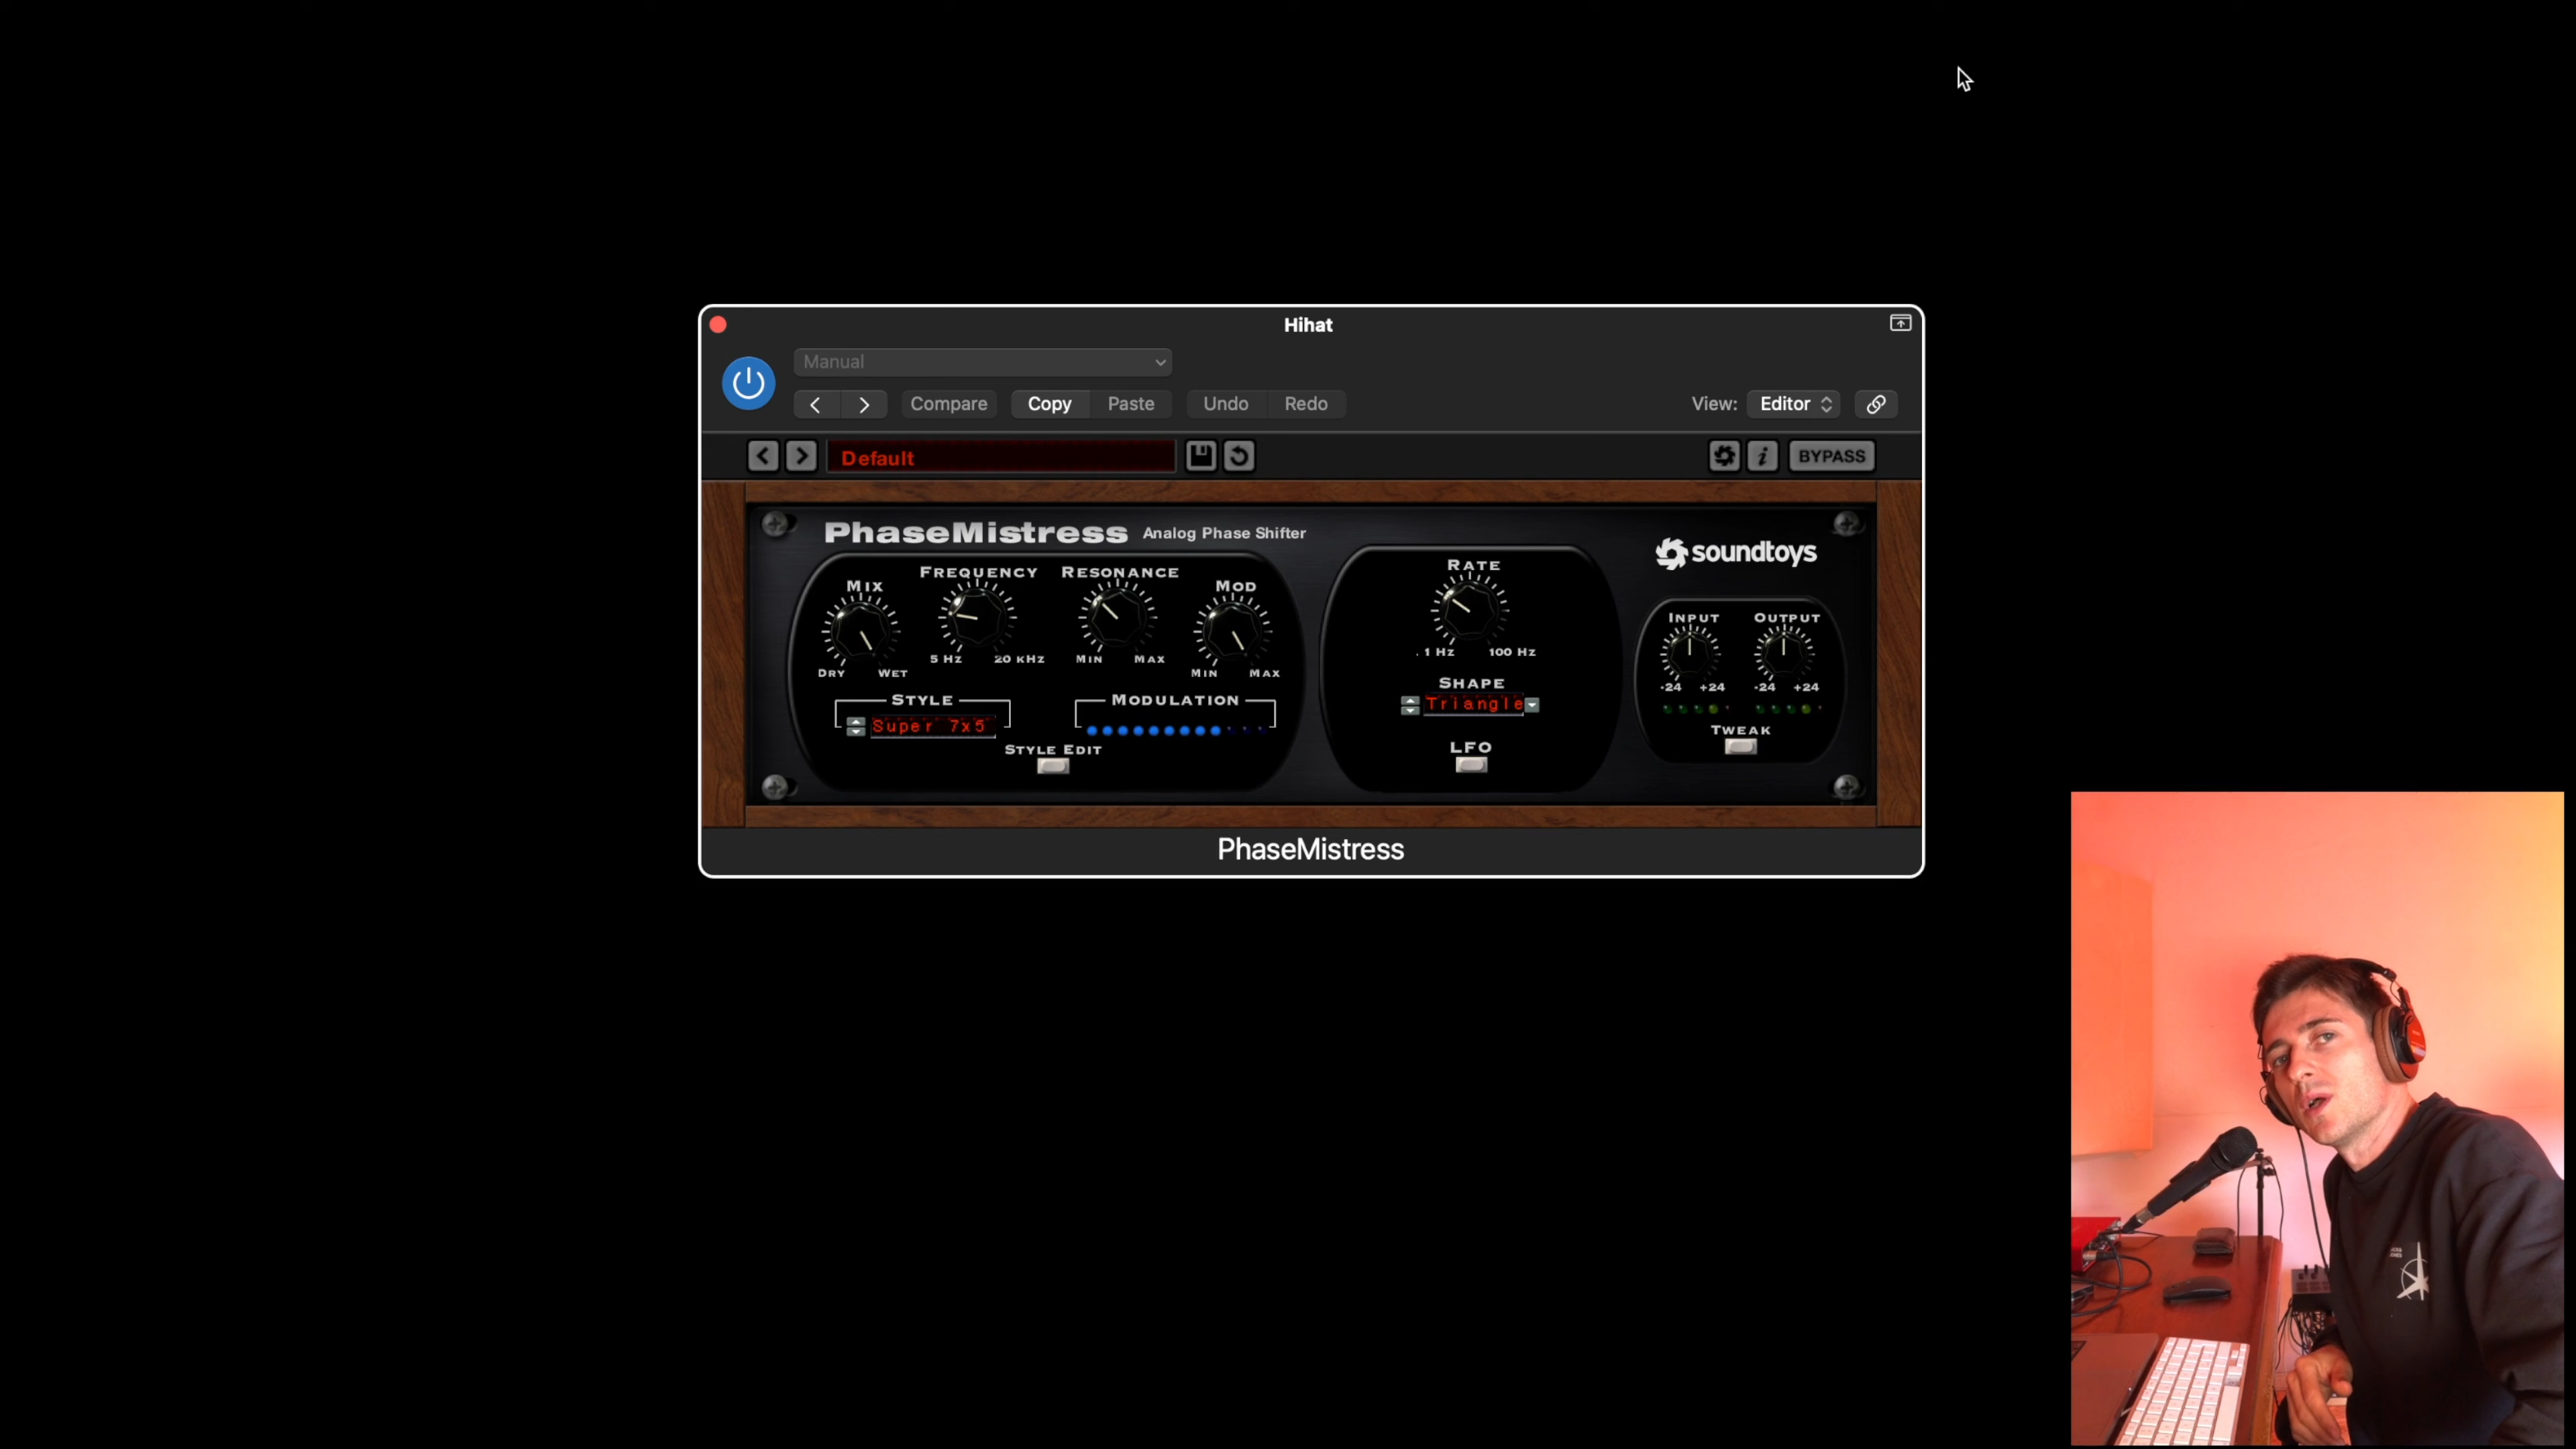 Hihat
Manual
Compare Copy Paste Undo Redo View: Editor
Default i BYPASS
PhaseMistress Analog Phase Shifter
soundtoys
MIX FREQUENCY RESONANCE MOD RATE
INPUT OUTPUT
5 HZ 20 KHZ MIN MAX .1 HZ 100 HZ
DRY WET MIN MAX
-24 +24 -24 +24
STYLE MODULATION SHAPE
Super 7x5 Triangle
TWEAK
STYLE EDIT LFO
PhaseMistress